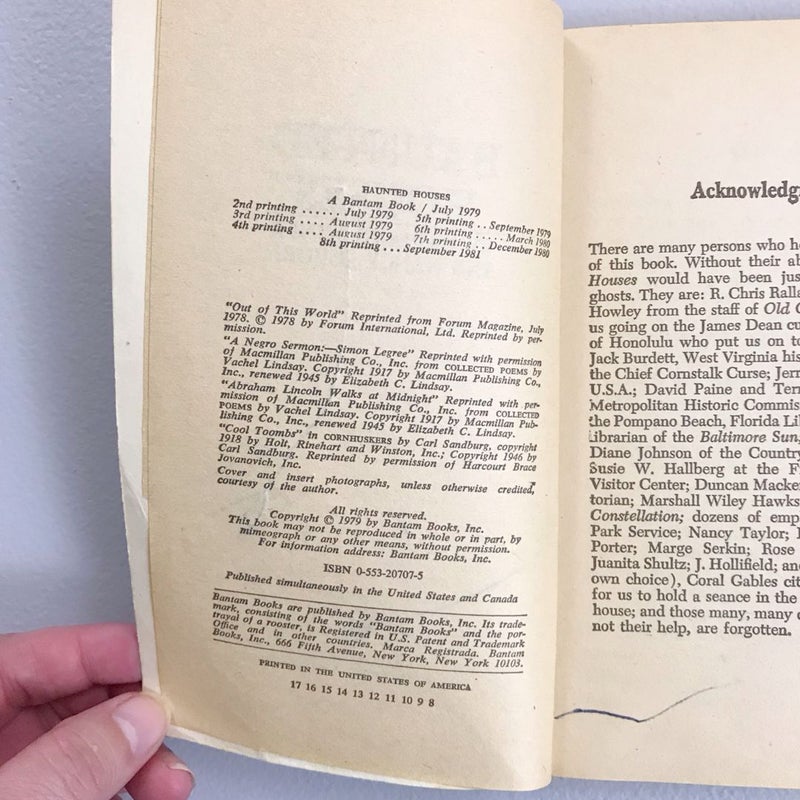 HAUNTED HOUSES
A Bantam Book / July 1979
2nd printing ...... July 1979
3rd printing .... August 1979
4th printing .... August 1979
5th printing .. September 1979
6th printing ..... March 1980
7th printing .. December 1980
8th printing ... September 1981
"Out of This World" Reprinted from Forum Magazine, July
1978. © 1978 by Forum International, Ltd. Reprinted by per-
mission.
"A Negro Sermon:—Simon Legree" Reprinted with permission
of Macmillan Publishing Co., Inc. from COLLECTED POEMS by
Vachel Lindsay. Copyright 1917 by Macmillan Publishing Co.,
Inc., renewed 1945 by Elizabeth C. Lindsay.
"Abraham Lincoln Walks at Midnight" Reprinted with per-
mission of Macmillan Publishing Co., Inc. from COLLECTED
POEMS by Vachel Lindsay. Copyright 1917 by Macmillan Pub-
lishing Co., Inc., renewed 1945 by Elizabeth C. Lindsay.
"Cool Toombs" in CORNHUSKERS by Carl Sandburg, copyright
1918 by Holt, Rinehart and Winston, Inc.; Copyright 1946 by
Carl Sandburg. Reprinted by permission of Harcourt Brace
Jovanovich, Inc.
Cover and insert photographs, unless otherwise credited,
courtesy of the author.
All rights reserved.
Copyright © 1979 by Bantam Books, Inc.
This book may not be reproduced in whole or in part, by
mimeograph or any other means, without permission.
For information address: Bantam Books, Inc.
ISBN 0-553-20707-5
Published simultaneously in the United States and Canada
Bantam Books are published by Bantam Books, Inc. Its trade-
mark, consisting of the words "Bantam Books" and the por-
trayal of a rooster, is Registered in U.S. Patent and Trademark
Office and in other countries. Marca Registrada. Bantam
Books, Inc., 666 Fifth Avenue, New York, New York 10103.
PRINTED IN THE UNITED STATES OF AMERICA
17 16 15 14 13 12 11 10 9 8
Acknowledg
There are many persons who
of this book. Without their
Houses would have been
ghosts. They are: R. Chris
Howley from the staff of Old
us going on the James Dean
of Honolulu who put us on
Jack Burdett, West Virginia
the Chief Cornstalk Curse;
U.S.A.; David Paine and
Metropolitan Historic
the Pompano Beach, Florida
Librarian of the Baltimore Sun,
Diane Johnson of the
Susie W. Hallberg at the
Visitor Center; Duncan
torian; Marshall Wiley
Constellation; dozens of
Park Service; Nancy Taylor;
Porter; Marge Serkin; Rose
Juanita Shultz; J. Hollifield;
own choice), Coral Gables
for us to hold a seance in the
house; and those many, many
not their help, are forgotten.